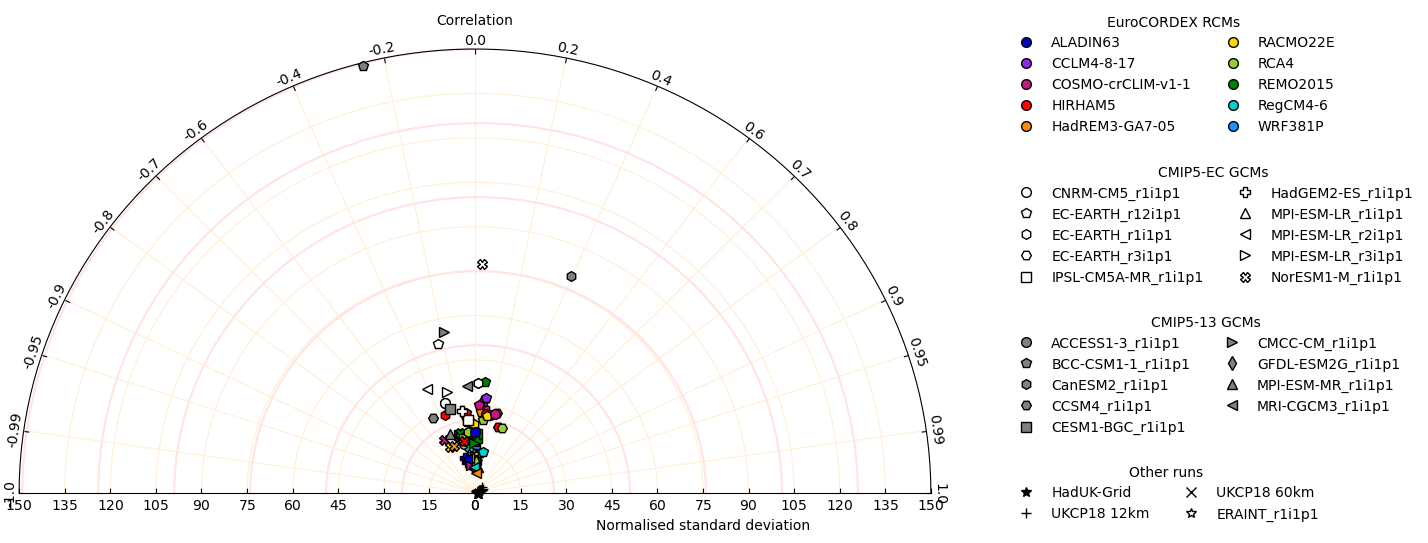 Correlation
0.0
-0.2
0.2
-0.4
0.4
-0.6
0.6
-0.7
0.7
-0.8
0.8
-0.9
0.9
-0.95
0.95
-0.99
0.99
-1.0
1.0
150 135 120 105 90 75 60 45 30 15 0 15 30 45 60 75 90 105 120 135 150
Normalised standard deviation
EuroCORDEX RCMs
ALADIN63
CCLM4-8-17
COSMO-crCLIM-v1-1
HIRHAM5
HadREM3-GA7-05
RACMO22E
RCA4
REMO2015
RegCM4-6
WRF381P
CMIP5-EC GCMs
CNRM-CM5_r1i1p1
EC-EARTH_r12i1p1
EC-EARTH_r1i1p1
EC-EARTH_r3i1p1
IPSL-CM5A-MR_r1i1p1
HadGEM2-ES_r1i1p1
MPI-ESM-LR_r1i1p1
MPI-ESM-LR_r2i1p1
MPI-ESM-LR_r3i1p1
NorESM1-M_r1i1p1
CMIP5-13 GCMs
ACCESS1-3_r1i1p1
BCC-CSM1-1_r1i1p1
CanESM2_r1i1p1
CCSM4_r1i1p1
CESM1-BGC_r1i1p1
CMCC-CM_r1i1p1
GFDL-ESM2G_r1i1p1
MPI-ESM-MR_r1i1p1
MRI-CGCM3_r1i1p1
Other runs
HadUK-Grid
UKCP18 12km
UKCP18 60km
ERAINT_r1i1p1